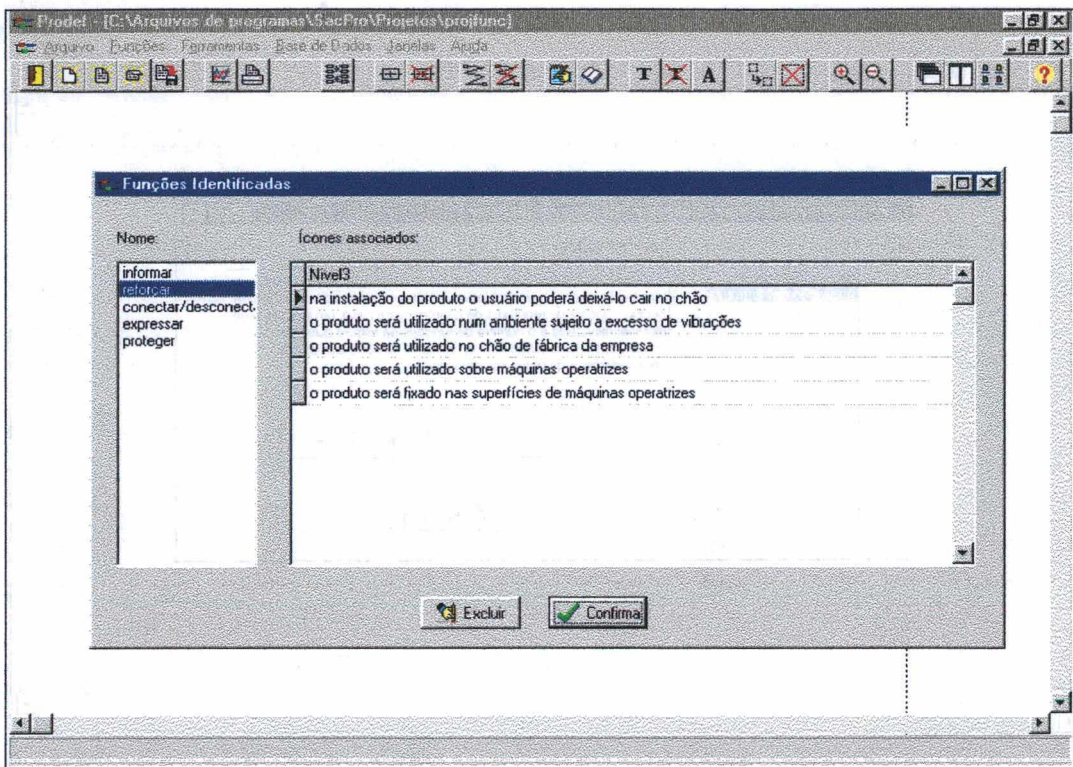 Prodef - [C:\Arquivos de programas\SacPro\Projetos\projfunc]
Arquivo Funções Ferramentas Base de Dados Janelas Ajuda
T T A ?
Funções Identificadas
Nome:
Ícones associados:
informar
reforçar
conectar/desconect
expressar
proteger
Nivel3
na instalação do produto o usuário poderá deixá-lo cair no chão
o produto será utilizado num ambiente sujeito a excesso de vibrações
o produto será utilizado no chão de fábrica da empresa
o produto será utilizado sobre máquinas operatrizes
o produto será fixado nas superfícies de máquinas operatrizes
Excluir
Confirma